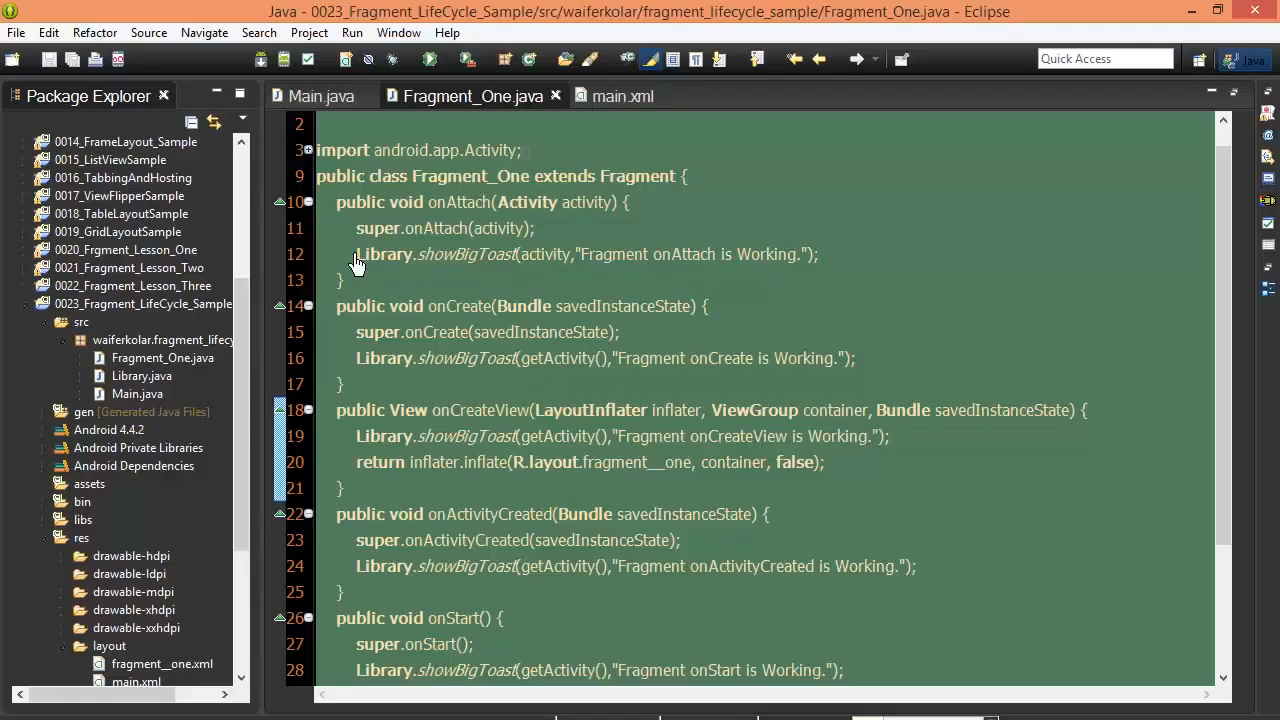 Java - 0023_Fragment_LifeCycle_Sample/src/waiferkolar/fragment_lifecycle_sample/Fragment_One.java - Eclipse
File Edit Refactor Source Navigate Search Project Run Window Help
Quick Access
Java
Package Explorer
Main.java
Fragment_One.java
main.xml
0014_FrameLayout_Sample
0015_ListViewSample
0016_TabbingAndHosting
0017_ViewFlipperSample
0018_TableLayoutSample
0019_GridLayoutSample
0020_Frgment_Lesson_One
0021_Fragment_Lesson_Two
0022_Fragment_Lesson_Three
0023_Fragment_LifeCycle_Sample
src
waiferkolar.fragment_lifecy
Fragment_One.java
Library.java
Main.java
gen [Generated Java Files]
Android 4.4.2
Android Private Libraries
Android Dependencies
assets
bin
libs
res
drawable-hdpi
drawable-ldpi
drawable-mdpi
drawable-xhdpi
drawable-xxhdpi
layout
fragment__one.xml
main.xml
2
3 import android.app.Activity;
9 public class Fragment_One extends Fragment {
10 public void onAttach(Activity activity) {
11 super.onAttach(activity);
12 Library.showBigToast(activity,"Fragment onAttach is Working.");
13 }
14 public void onCreate(Bundle savedInstanceState) {
15 super.onCreate(savedInstanceState);
16 Library.showBigToast(getActivity(),"Fragment onCreate is Working.");
17 }
18 public View onCreateView(LayoutInflater inflater, ViewGroup container, Bundle savedInstanceState) {
19 Library.showBigToast(getActivity(),"Fragment onCreateView is Working.");
20 return inflater.inflate(R.layout.fragment__one, container, false);
21 }
22 public void onActivityCreated(Bundle savedInstanceState) {
23 super.onActivityCreated(savedInstanceState);
24 Library.showBigToast(getActivity(),"Fragment onActivityCreated is Working.");
25 }
26 public void onStart() {
27 super.onStart();
28 Library.showBigToast(getActivity(),"Fragment onStart is Working.");